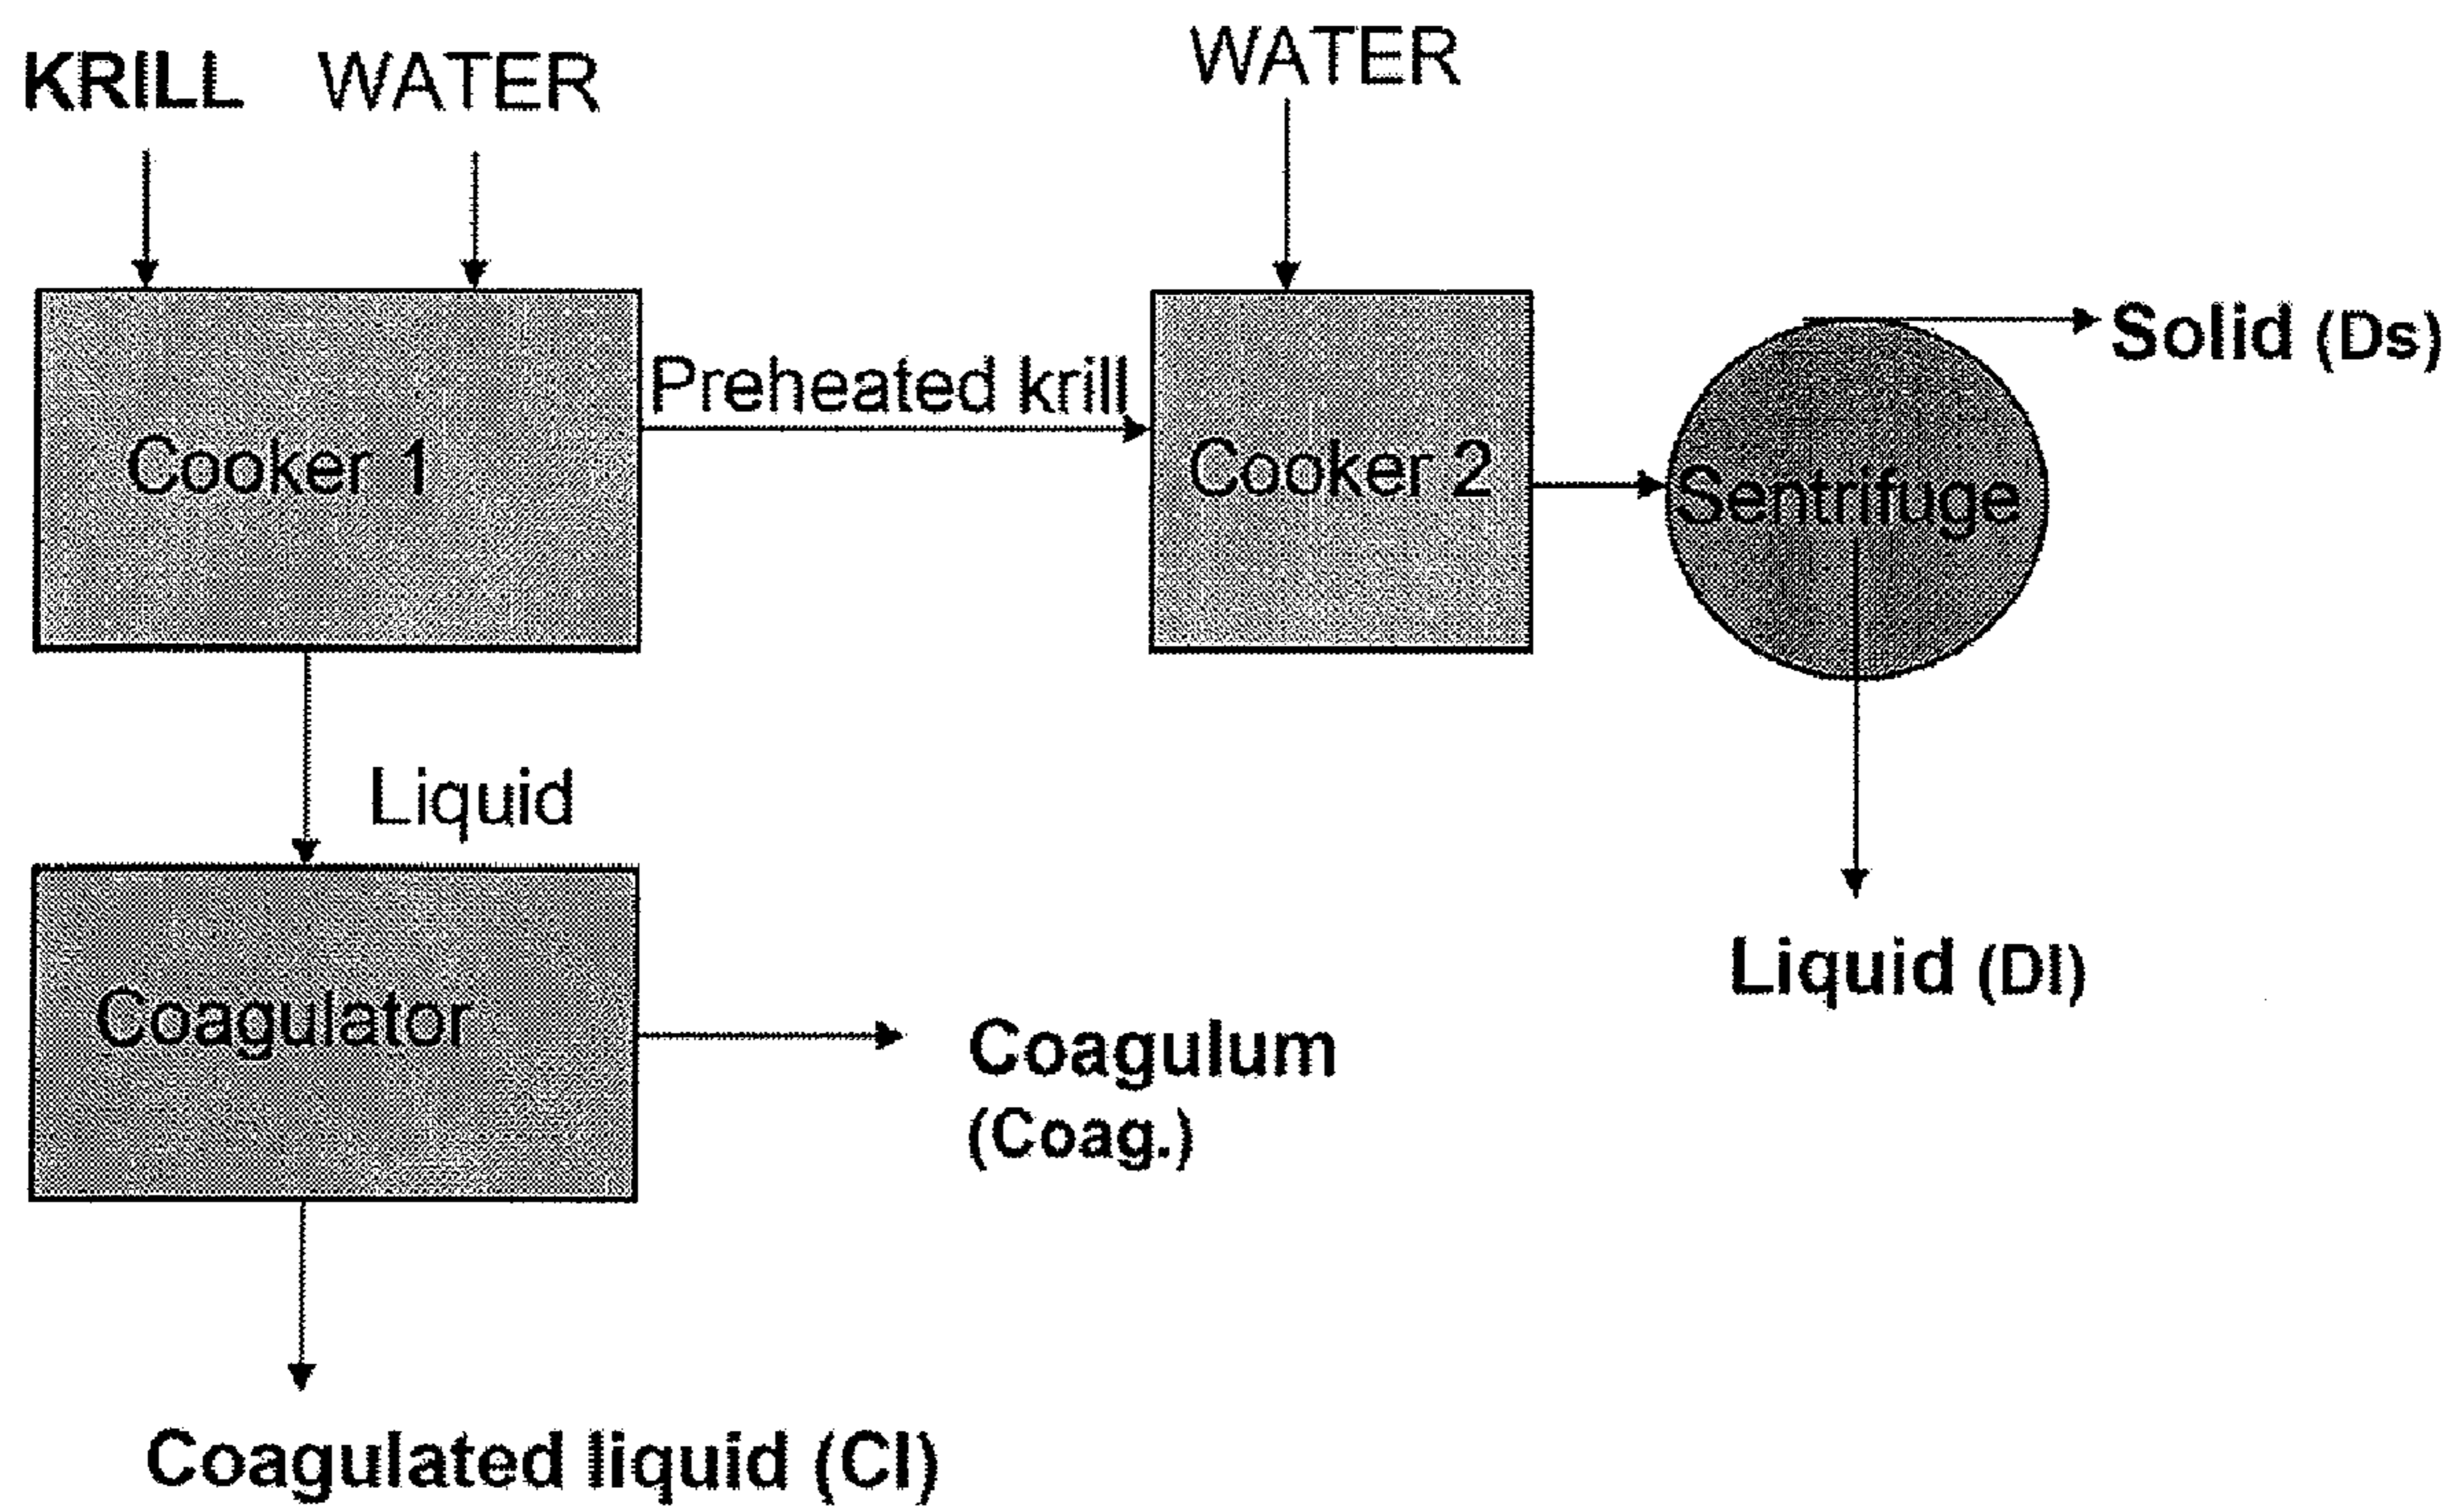 KRILL WATER
WATER
Preheated krill
Cooker 1
Cooker 2
Sentrifuge
Solid (Ds)
Liquid
Liquid (Dl)
Coagulator
Coagulum
(Coag.)
Coagulated liquid (Cl)